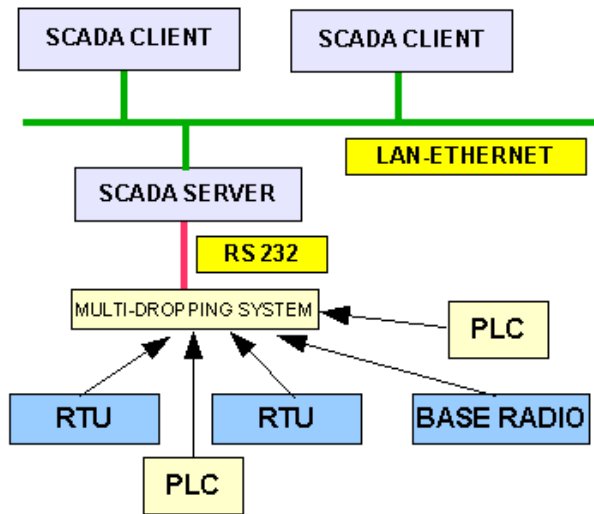 SCADA CLIENT
SCADA CLIENT
LAN-ETHERNET
SCADA SERVER
RS 232
MULTI-DROPPING SYSTEM
PLC
RTU
RTU
BASE RADIO
PLC